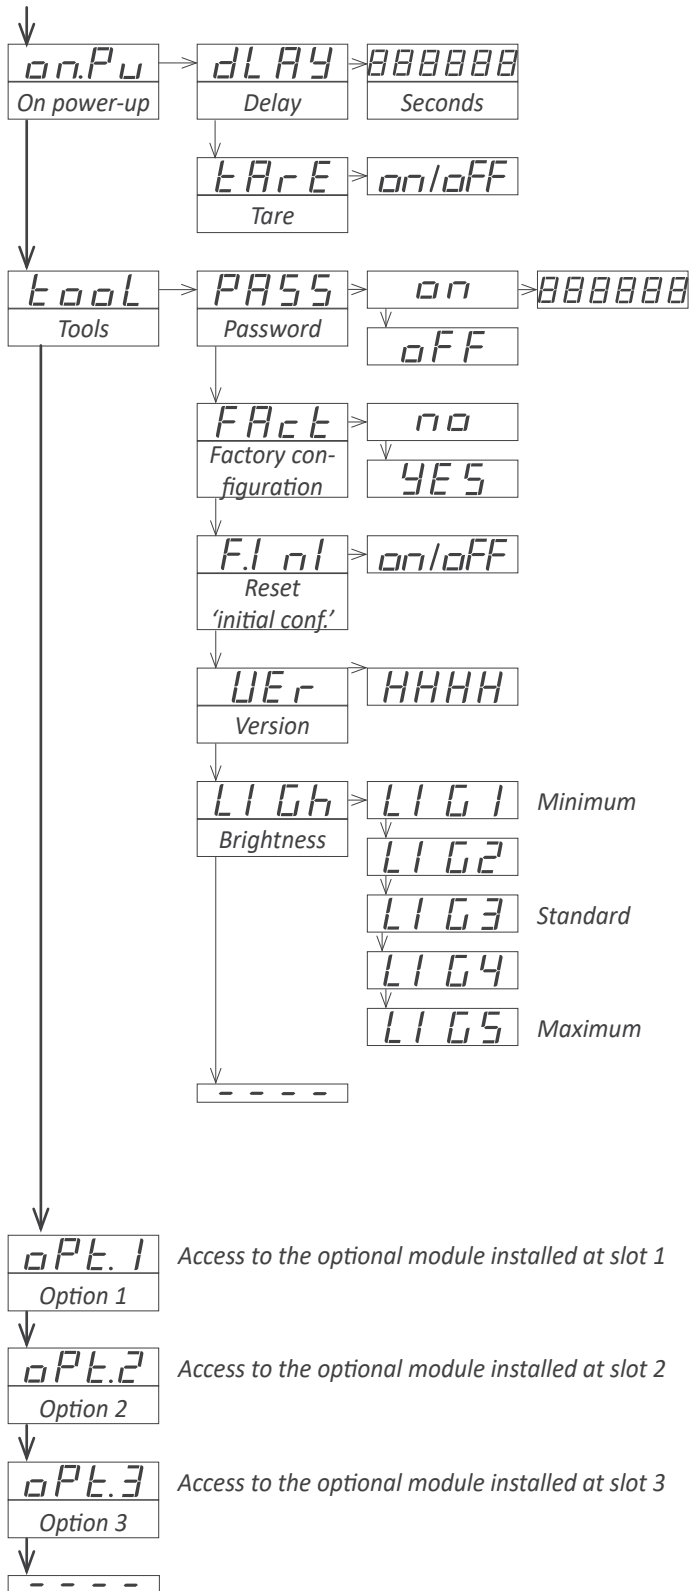 on.Pu
On power-up
dLAY
Delay
888888
Seconds
tArE
Tare
on/oFF
tool
Tools
PASS
Password
on
888888
oFF
FAct
Factory con-
figuration
no
YES
F.InI
Reset
‘initial conf.’
on/oFF
VEr
Version
HHHH
LIGh
Brightness
LIG1 Minimum
LIG2
LIG3 Standard
LIG4
LIG5 Maximum
- - - -
oPt.1 Access to the optional module installed at slot 1
Option 1
oPt.2 Access to the optional module installed at slot 2
Option 2
oPt.3 Access to the optional module installed at slot 3
Option 3
- - - -